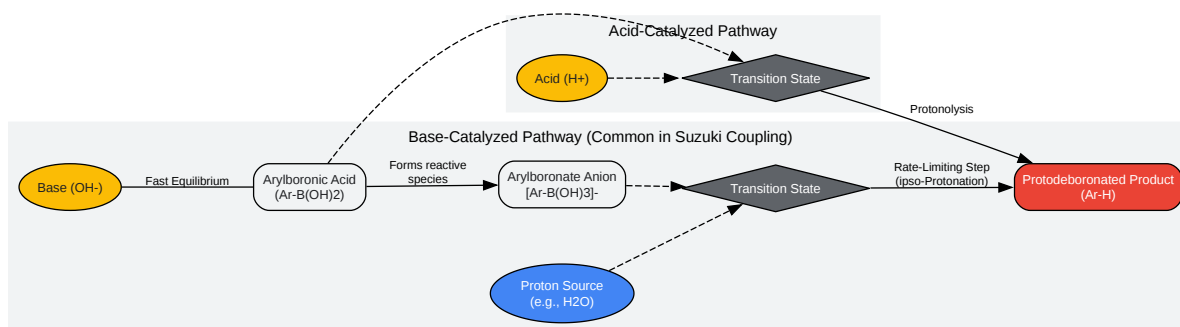 Acid-Catalyzed Pathway
Acid (H+)
Transition State
Protonolysis
Base-Catalyzed Pathway (Common in Suzuki Coupling)
Base (OH-)
Fast Equilibrium
Arylboronic Acid
(Ar-B(OH)2)
Forms reactive
species
Arylboronate Anion
[Ar-B(OH)3]-
Transition State
Rate-Limiting Step
(ipso-Protonation)
Protodeboronated Product
(Ar-H)
Proton Source
(e.g., H2O)